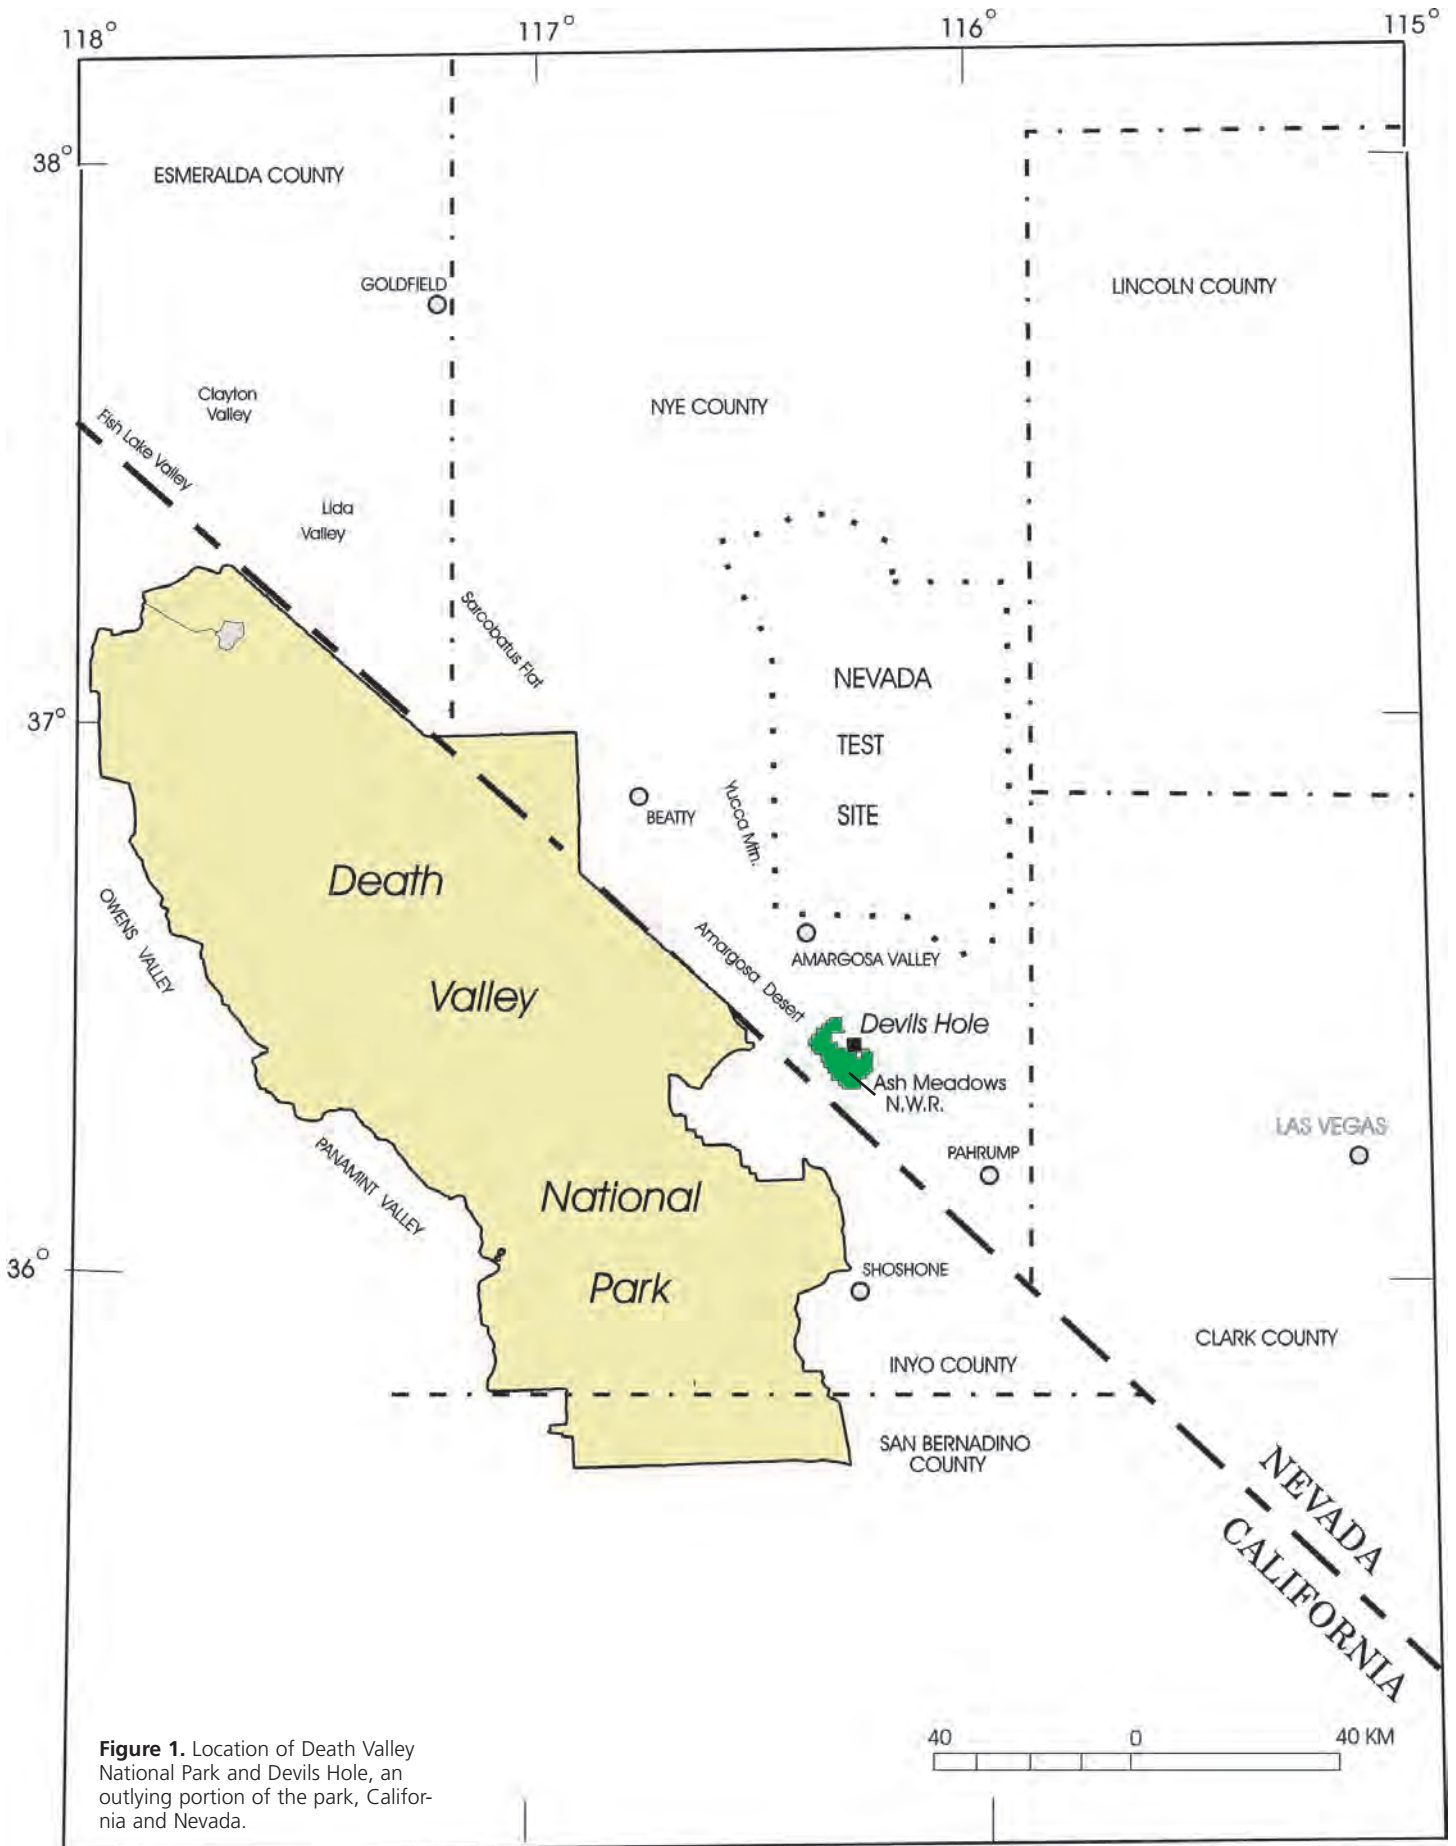 118°
117°
116°
115°
38°
ESMERALDA COUNTY
GOLDFIELD
LINCOLN COUNTY
Clayton
Valley
NYE COUNTY
Fish Lake Valley
Lida
Valley
Sarcobatus Flat
NEVADA
TEST
SITE
37°
BEATTY
Yucca Mtn.
Death
Valley
National
Park
OWENS VALLEY
Amargosa Desert
AMARGOSA VALLEY
Devils Hole
Ash Meadows
N.W.R.
LAS VEGAS
PAHRUMP
PANAMINT VALLEY
36°
SHOSHONE
CLARK COUNTY
INYO COUNTY
SAN BERNADINO
COUNTY
NEVADA
CALIFORNIA
40 0 40 KM
Figure 1. Location of Death Valley
National Park and Devils Hole, an
outlying portion of the park, Califor-
nia and Nevada.